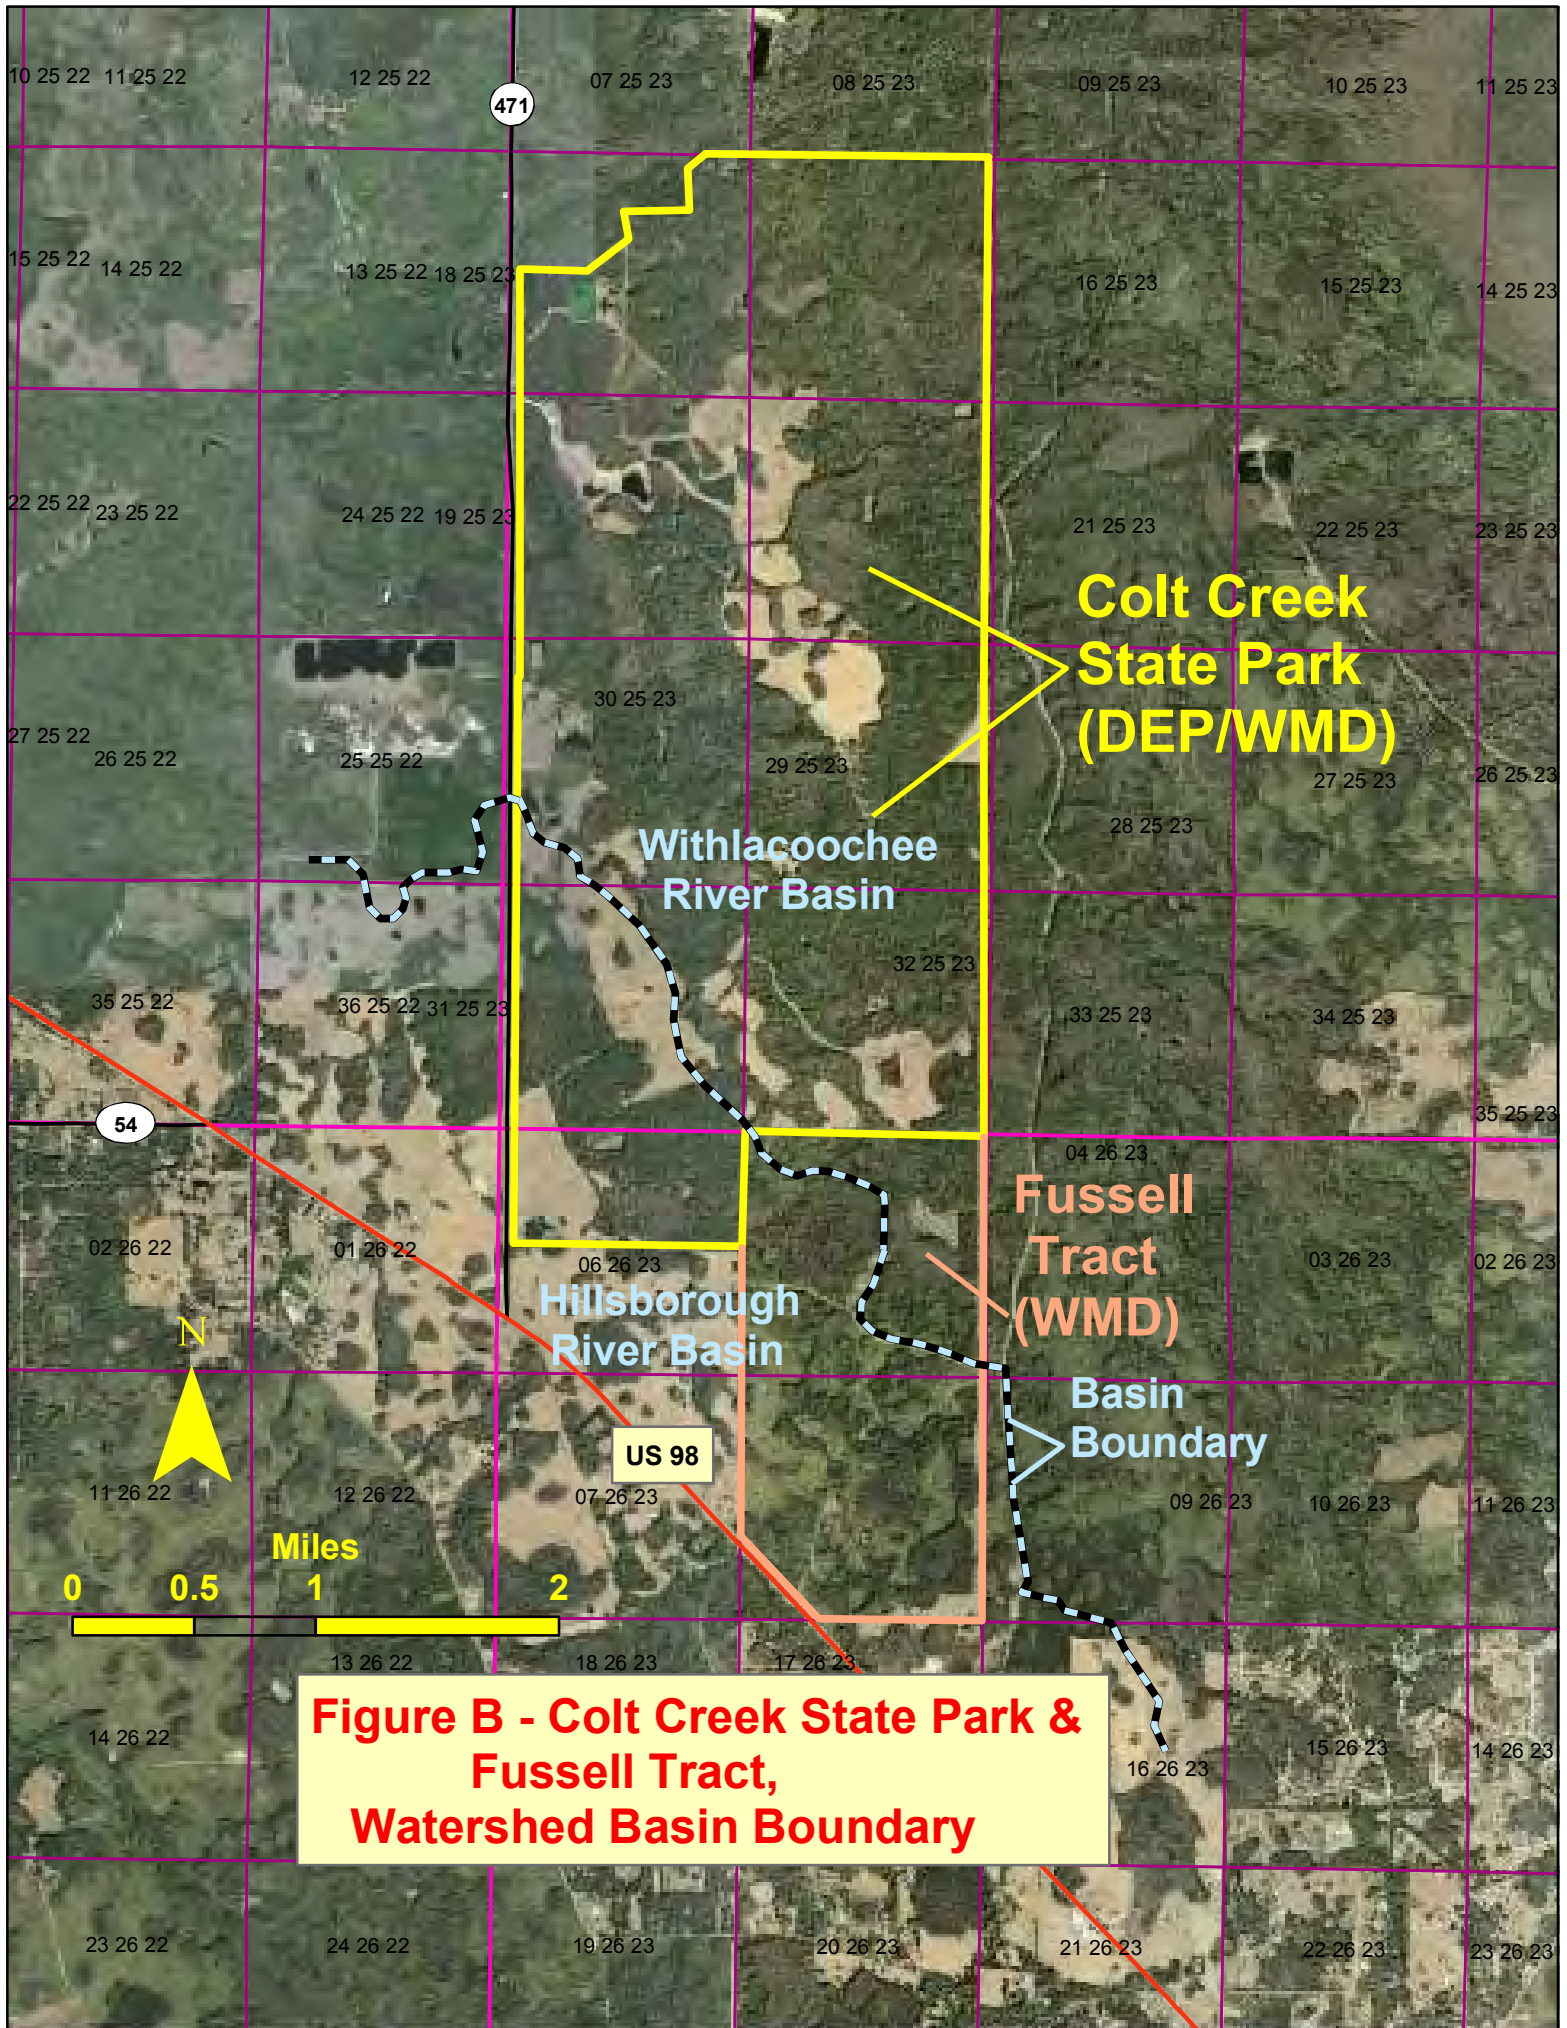 10 25 22
11 25 22
12 25 22
07 25 23
08 25 23
09 25 23
10 25 23
11 25 23
471
15 25 22
14 25 22
13 25 22
18 25 23
16 25 23
15 25 23
14 25 23
22 25 22
23 25 22
24 25 22
19 25 23
21 25 23
22 25 23
23 25 23
Colt Creek
State Park
(DEP/WMD)
27 25 22
26 25 22
25 25 22
30 25 23
29 25 23
28 25 23
27 25 23
26 25 23
Withlacoochee
River Basin
35 25 22
36 25 22
31 25 23
32 25 23
33 25 23
34 25 23
35 25 23
54
02 26 22
01 26 22
06 26 23
04 26 23
03 26 23
02 26 23
Fussell
Tract
(WMD)
Hillsborough
River Basin
Basin
Boundary
N
US 98
11 26 22
12 26 22
07 26 23
09 26 23
10 26 23
11 26 23
Miles
0 0.5 1 2
13 26 22
18 26 23
17 26 23
14 26 22
16 26 23
15 26 23
14 26 23
Figure B - Colt Creek State Park &
Fussell Tract,
Watershed Basin Boundary
23 26 22
24 26 22
19 26 23
20 26 23
21 26 23
22 26 23
23 26 23